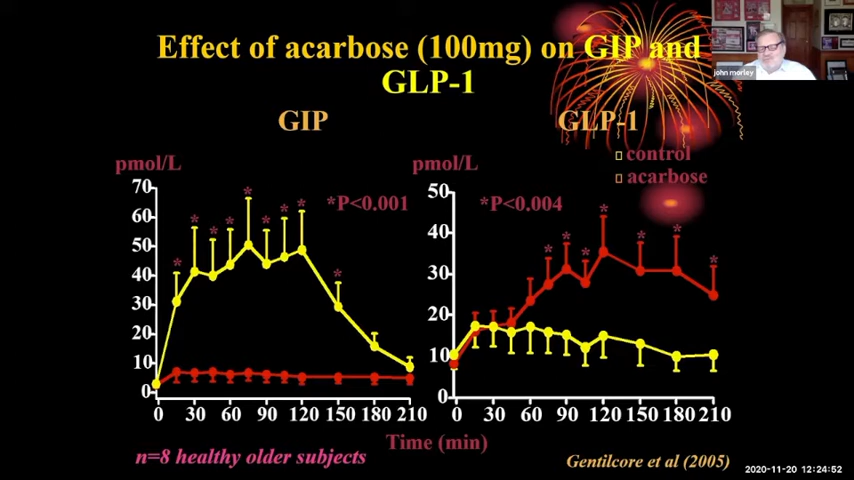 Effect of acarbose (100mg) on GIP and
GLP-1
john morley
GIP
GLP-1
control
acarbose
pmol/L
70
60
50
40
30
20
10
0
*P<0.001
* * * * * * * * *
0 30 60 90 120 150 180 210
pmol/L
50
40
30
20
10
0
*P<0.004
* * * * * * *
0 30 60 90 120 150 180 210
Time (min)
n=8 healthy older subjects
Gentilcore et al (2005)
2020-11-20 12:24:52